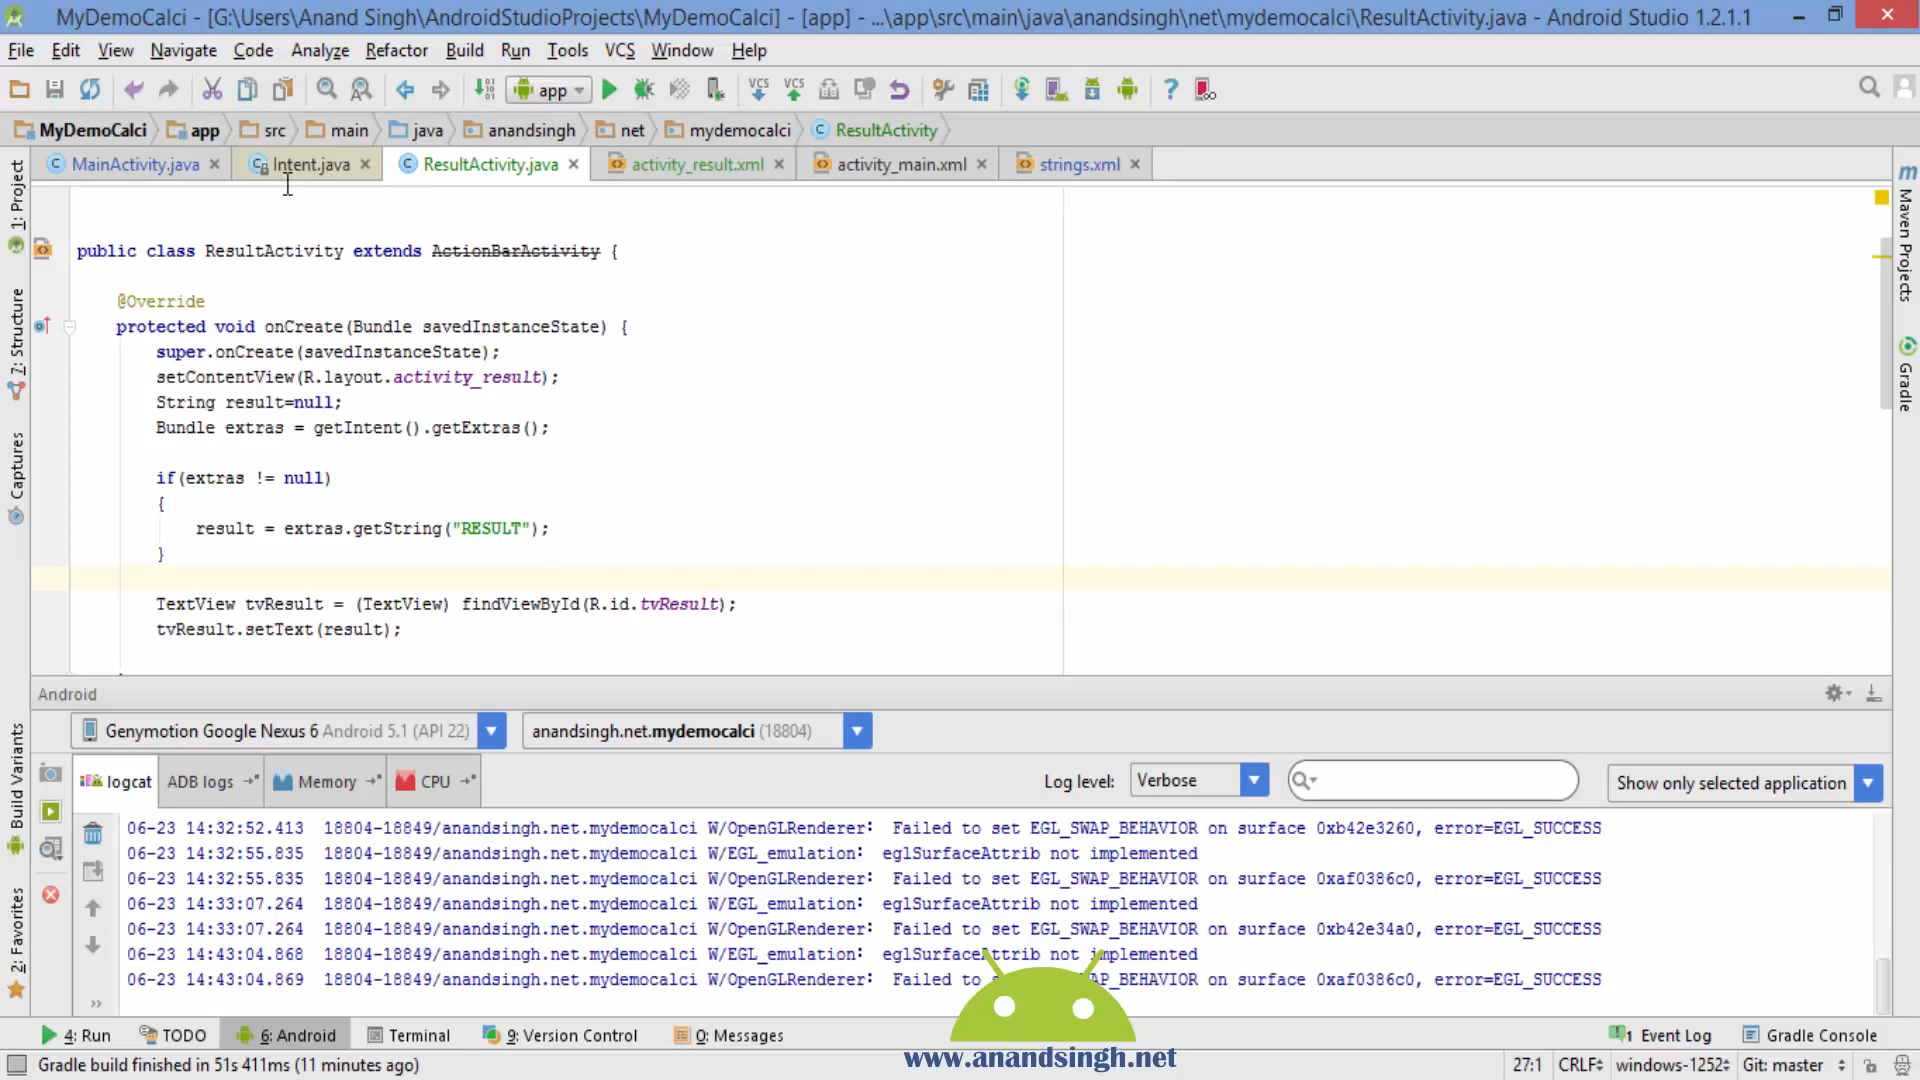 MyDemoCalci - [G:\Users\Anand Singh\AndroidStudioProjects\MyDemoCalci] - [app] - ...\app\src\main\java\anandsingh\net\mydemocalci\ResultActivity.java - Android Studio 1.2.1.1
File Edit View Navigate Code Analyze Refactor Build Run Tools VCS Window Help
app VCS VCS
MyDemoCalci app src main java anandsingh net mydemocalci ResultActivity
MainActivity.java Intent.java ResultActivity.java activity_result.xml activity_main.xml strings.xml
1: Project
7: Structure
Captures
Build Variants
2: Favorites
public class ResultActivity extends ActionBarActivity {
@Override
protected void onCreate(Bundle savedInstanceState) {
super.onCreate(savedInstanceState);
setContentView(R.layout.activity_result);
String result=null;
Bundle extras = getIntent().getExtras();
if(extras != null)
{
result = extras.getString("RESULT");
}
TextView tvResult = (TextView) findViewById(R.id.tvResult);
tvResult.setText(result);
Maven Projects
Gradle
Android
Genymotion Google Nexus 6 Android 5.1 (API 22) anandsingh.net.mydemocalci (18804)
logcat ADB logs Memory CPU Log level: Verbose Show only selected application
06-23 14:32:52.413 18804-18849/anandsingh.net.mydemocalci W/OpenGLRenderer: Failed to set EGL_SWAP_BEHAVIOR on surface 0xb42e3260, error=EGL_SUCCESS
06-23 14:32:55.835 18804-18849/anandsingh.net.mydemocalci W/EGL_emulation: eglSurfaceAttrib not implemented
06-23 14:32:55.835 18804-18849/anandsingh.net.mydemocalci W/OpenGLRenderer: Failed to set EGL_SWAP_BEHAVIOR on surface 0xaf0386c0, error=EGL_SUCCESS
06-23 14:33:07.264 18804-18849/anandsingh.net.mydemocalci W/EGL_emulation: eglSurfaceAttrib not implemented
06-23 14:33:07.264 18804-18849/anandsingh.net.mydemocalci W/OpenGLRenderer: Failed to set EGL_SWAP_BEHAVIOR on surface 0xb42e34a0, error=EGL_SUCCESS
06-23 14:43:04.868 18804-18849/anandsingh.net.mydemocalci W/EGL_emulation: eglSurfaceAttrib not implemented
06-23 14:43:04.869 18804-18849/anandsingh.net.mydemocalci W/OpenGLRenderer: Failed to set EGL_SWAP_BEHAVIOR on surface 0xaf0386c0, error=EGL_SUCCESS
4: Run TODO 6: Android Terminal 9: Version Control 0: Messages 1 Event Log Gradle Console
www.anandsingh.net
Gradle build finished in 51s 411ms (11 minutes ago) 27:1 CRLF windows-1252 Git: master